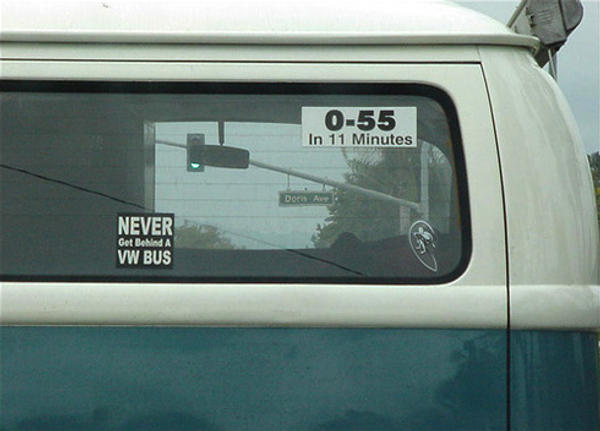 0-55
In 11 Minutes
Doris Ave
NEVER
Get Behind A
VW BUS